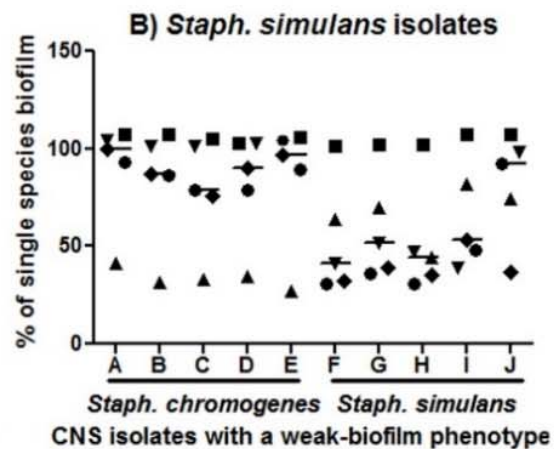 B) Staph. simulans isolates
% of single species biofilm
150
100
50
0
A B C D E F G H I J
Staph. chromogenes Staph. simulans
CNS isolates with a weak-biofilm phenotype